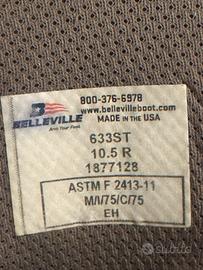 800-376-6978
www.bellevilleboot.com
MADE IN THE USA
BELLEVILLE
Arm Your Feet
633ST
10.5 R
1877128
ASTM F 2413-11
M/I/75/C/75
EH
subito